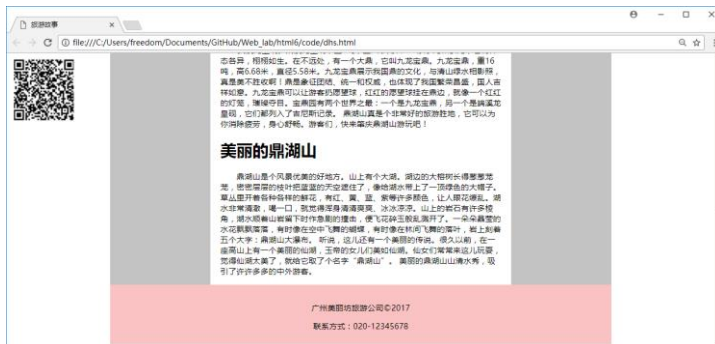 旅游故事
file:///C:/Users/freedom/Documents/GitHub/Web_lab/html6/code/dhs.html
态各异，栩栩如生。在不远处，有一个大鼎，它叫九龙宝鼎。九龙宝鼎，重16
吨，高6.68米，直径5.58米。九龙宝鼎展示我国鼎的文化，与清山绿水相影照，
真是美不胜收啊！鼎是象征团结、统一和权威，也体现了我国繁荣昌盛，国人吉
祥如意。九龙宝鼎可以让游客扔愿望球，红红的愿望球挂在鼎边，就像一个红红
的灯笼，璀璨夺目。宝鼎园有两个世界之最：一个是九龙宝鼎，另一个是端溪龙
皇砚，它们都列入了吉尼斯记录。 鼎湖山真是个非常好的旅游胜地，它可以为
你消除疲劳，身心舒畅。游客们，快来肇庆鼎湖山游玩吧！
美丽的鼎湖山
鼎湖山是个风景优美的好地方。山上有个大湖。湖边的大榕树长得葱葱茏
茏，密密层层的枝叶把蓝蓝的天空遮住了，像给湖水带上了一顶绿色的大帽子。
草丛里开着各种各样的鲜花，有红、黄、蓝、紫等许多颜色，让人眼花缭乱。湖
水非常清澈，喝一口，就觉得浑身清清爽爽、冰冰凉凉。山上的岩石有许多棱
角，湖水顺着山岩留下时作急剧的撞击，便飞花碎玉般乱溅开了。一朵朵晶莹的
水花飘飘落落，有时像在空中飞舞的蝴蝶，有时像在林间飞舞的落叶，岩上刻着
五个大字：鼎湖山大瀑布。 听说，这儿还有一个美丽的传说。很久以前，在一
座高山上有一个美丽的仙湖，玉帝的女儿们美如仙湖。仙女们常常来这儿玩耍，
觉得仙湖太美了，就给它取了个名字“鼎湖山”。 美丽的鼎湖山山清水秀，吸
引了许许多多的中外游客。
广州美丽坊旅游公司©2017
联系方式：020-12345678